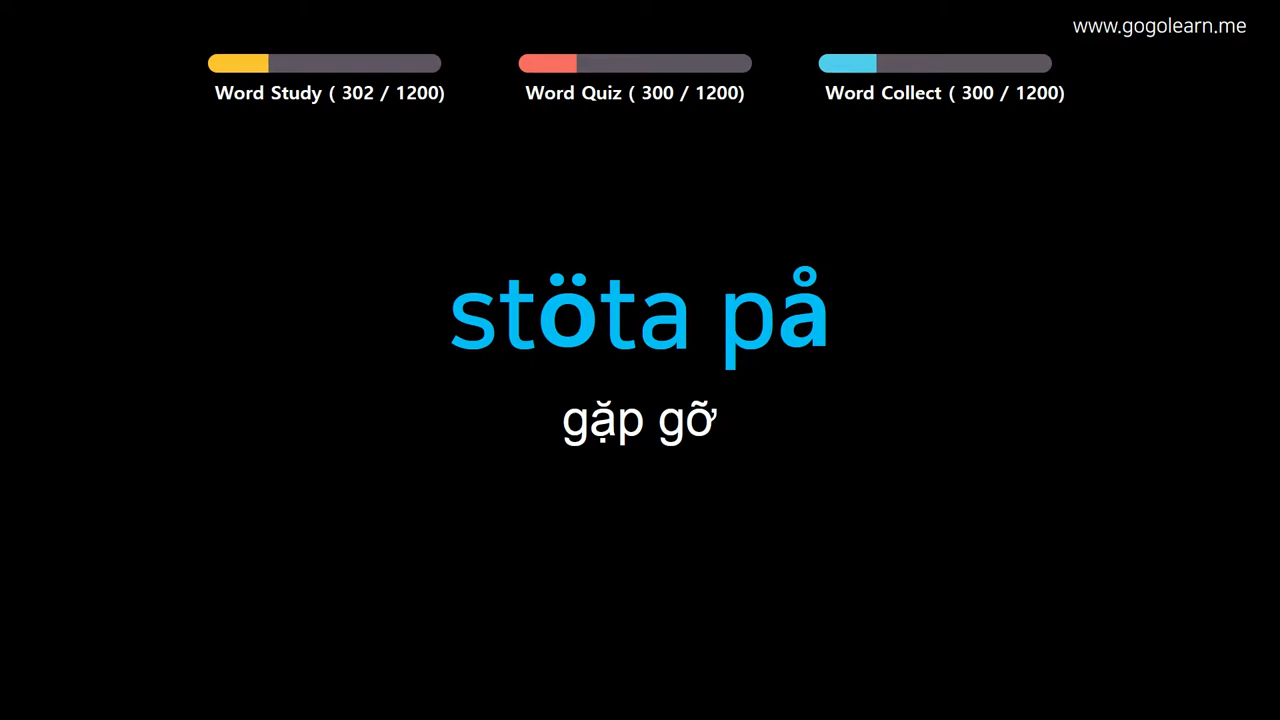 www.gogolearn.me
Word Study ( 302 / 1200)
Word Quiz ( 300 / 1200)
Word Collect ( 300 / 1200)
stöta på
gặp gỡ